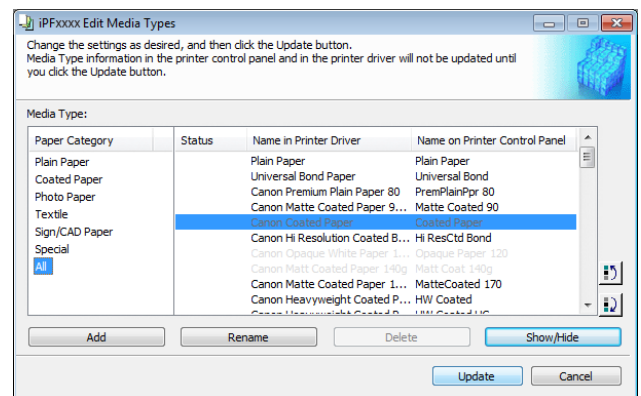 iPFxxxx Edit Media Types
Change the settings as desired, and then click the Update button.
Media Type information in the printer control panel and in the printer driver will not be updated until
you click the Update button.
Media Type:
Paper Category Status Name in Printer Driver Name on Printer Control Panel
Plain Paper Plain Paper Plain Paper
Coated Paper Universal Bond Paper Universal Bond
Photo Paper Canon Premium Plain Paper 80 PremPlainPpr 80
Textile Canon Matte Coated Paper 9... Matte Coated 90
Sign/CAD Paper Canon Coated Paper Coated Paper
Special Canon Hi Resolution Coated B... Hi ResCtd Bond
All Canon Opaque White Paper 1... Opaque Paper 120
Canon Matt Coated Paper 140g Matt Coat 140g
Canon Matte Coated Paper 1... MatteCoated 170
Canon Heavyweight Coated P... HW Coated
Add Rename Delete Show/Hide
Update Cancel